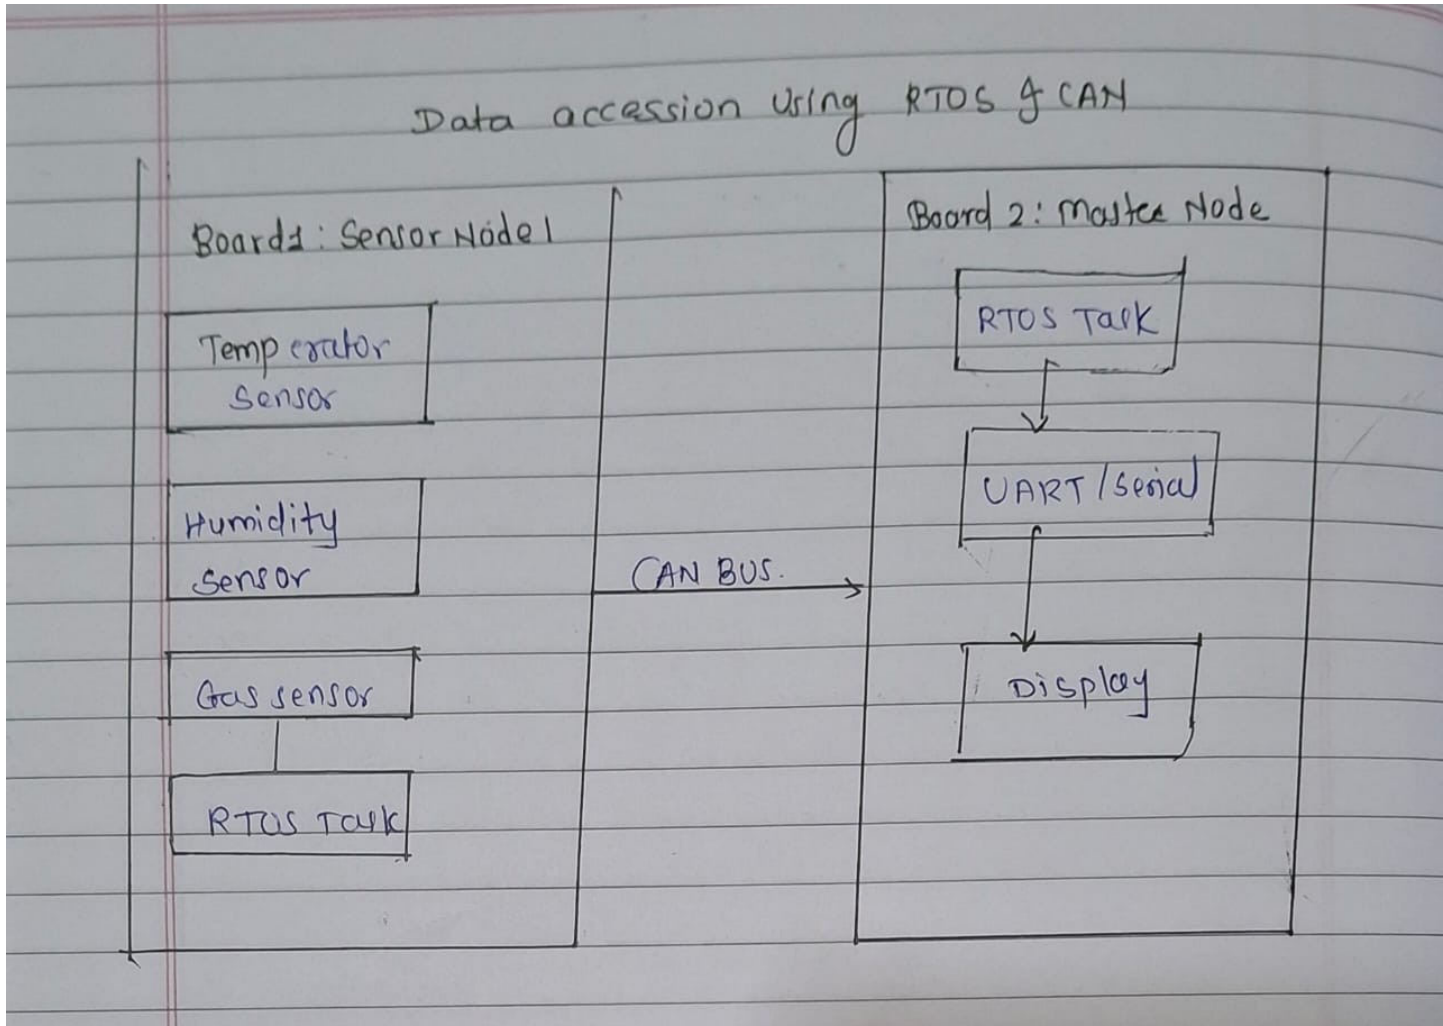 Data accession Using RTOS & CAN
Board1: Sensor Node1
Temperator
Sensor
Humidity
Sensor
Gas sensor
RTOS Task
CAN BUS.
Board 2: Master Node
RTOS Task
UART/Serial
Display